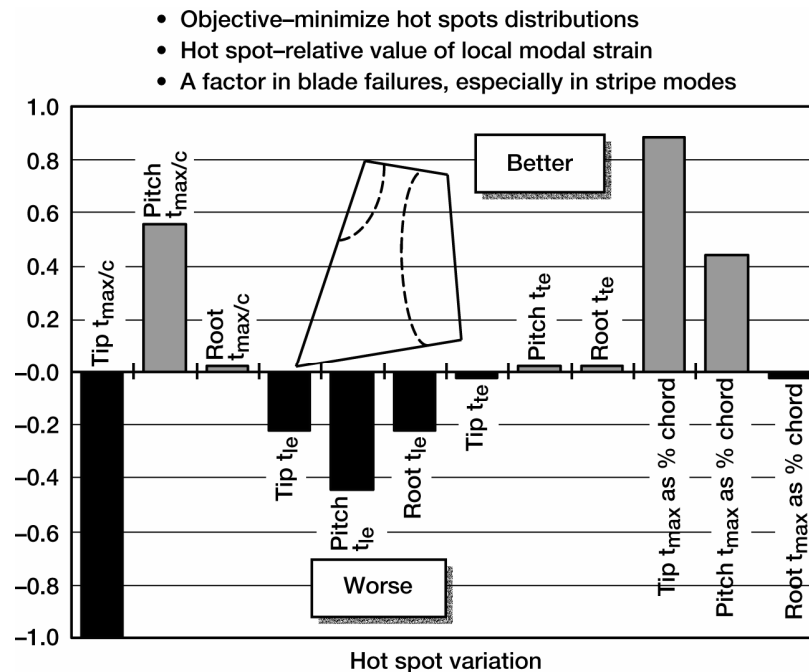 • Objective–minimize hot spots distributions
• Hot spot–relative value of local modal strain
• A factor in blade failures, especially in stripe modes
1.0
0.8
0.6
0.4
0.2
–0.0
–0.2
–0.4
–0.6
–0.8
–1.0
Tip tmax/c
Pitch
tmax/c
Root
tmax/c
Tip tle
Pitch
tle
Root tle
Tip tte
Pitch tte
Root tte
Tip tmax as % chord
Pitch tmax as % chord
Root tmax as % chord
Better
Worse
Hot spot variation